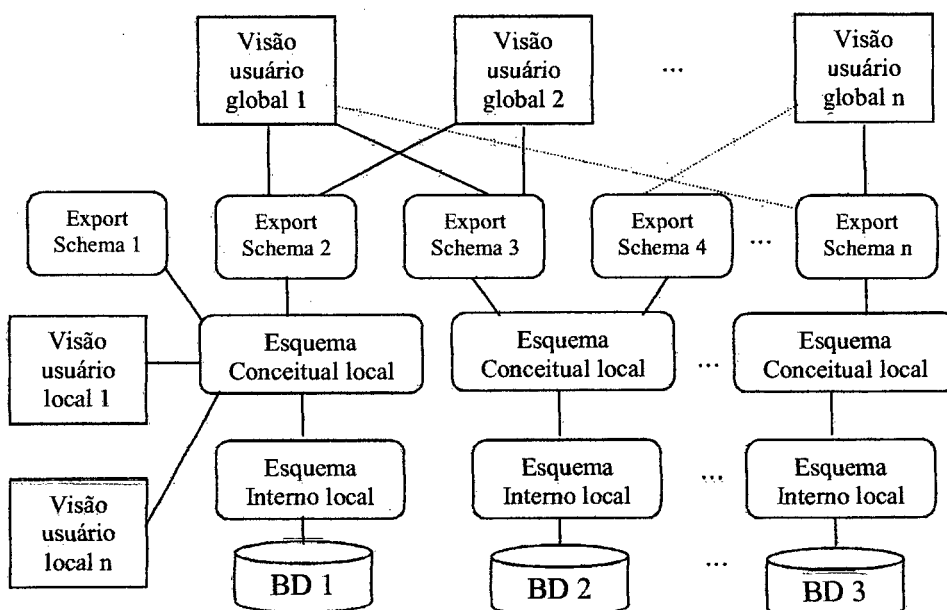 Visão
usuário
global 1
Visão
usuário
global 2
...
Visão
usuário
global n
Export
Schema 1
Export
Schema 2
Export
Schema 3
Export
Schema 4
...
Export
Schema n
Visão
usuário
local 1
Esquema
Conceitual local
Esquema
Conceitual local
...
Esquema
Conceitual local
Visão
usuário
local n
Esquema
Interno local
Esquema
Interno local
...
Esquema
Interno local
BD 1
BD 2
...
BD 3